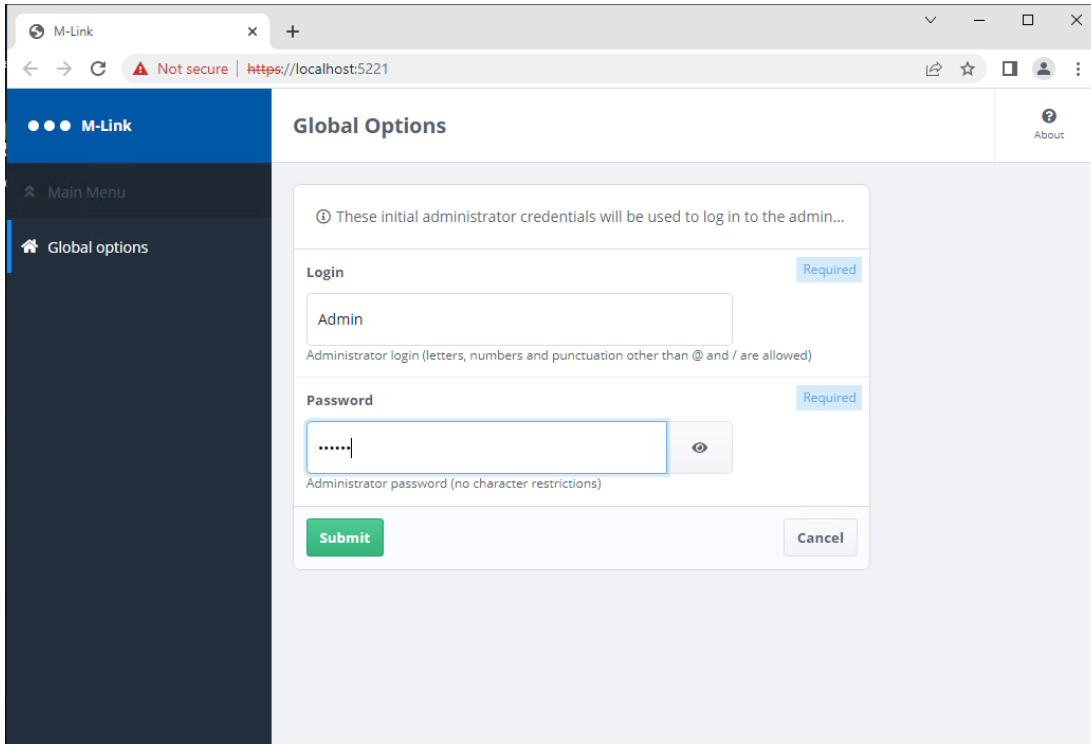 M-Link
Not secure | https://localhost:5221
M-Link
Global Options
About
Main Menu
Global options
These initial administrator credentials will be used to log in to the admin...
Login
Required
Admin
Administrator login (letters, numbers and punctuation other than @ and / are allowed)
Password
Required
••••••
Administrator password (no character restrictions)
Submit
Cancel